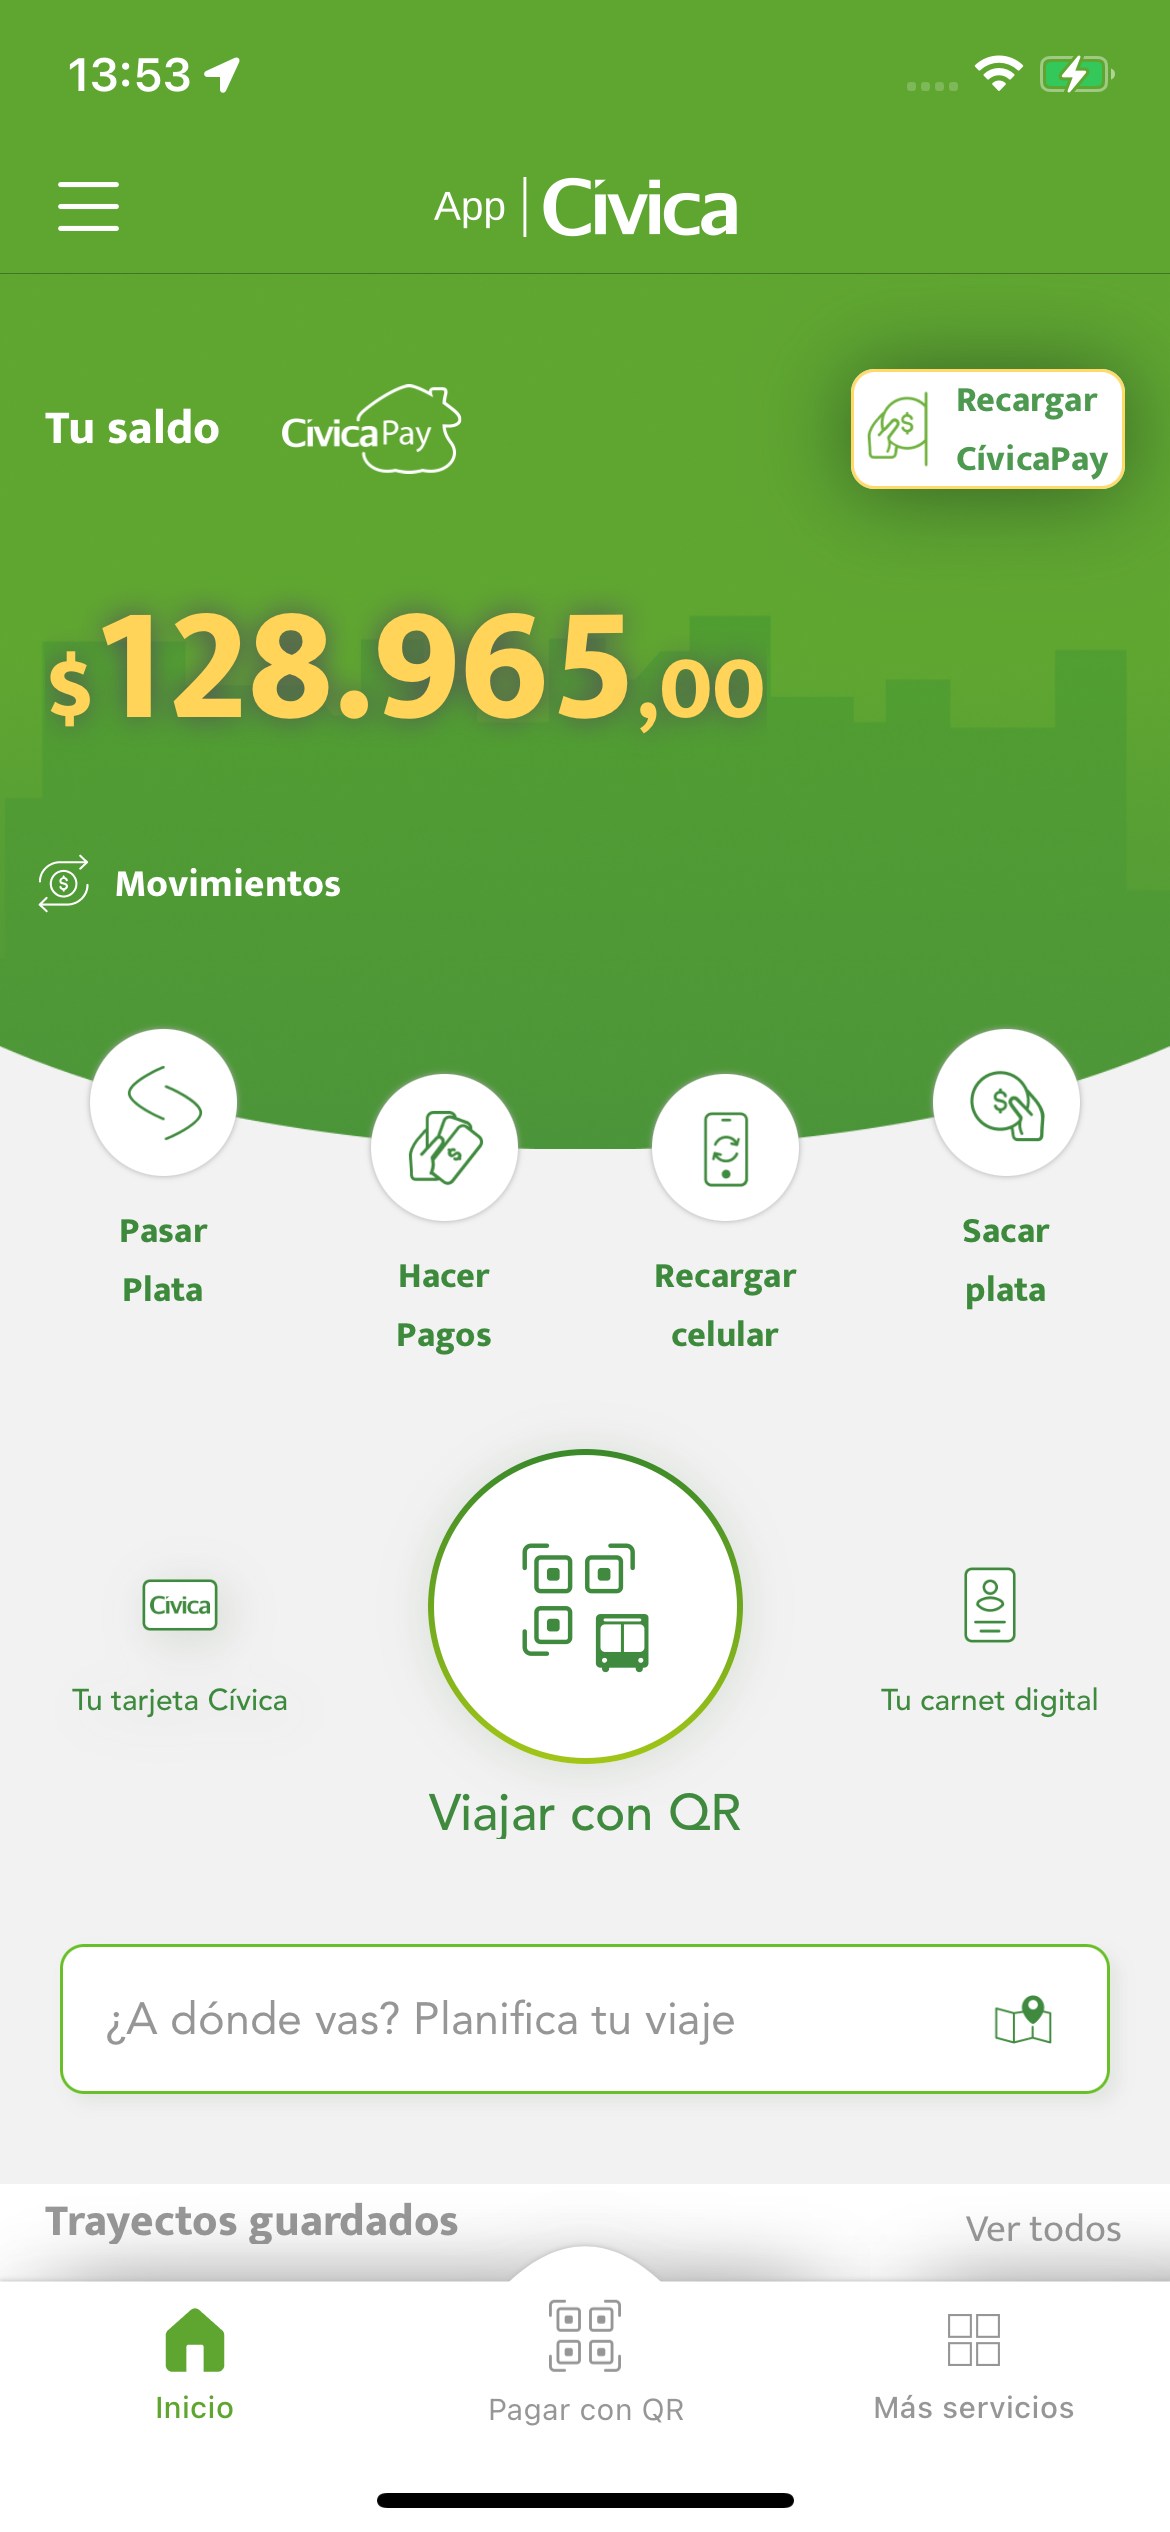 13:53
App | Cívica
Tu saldo CívicaPay
Recargar
CívicaPay
$128.965,00
Movimientos
Pasar
Plata
Hacer
Pagos
Recargar
celular
Sacar
plata
Cívica
Tu tarjeta Cívica
Tu carnet digital
Viajar con QR
¿A dónde vas? Planifica tu viaje
Trayectos guardados
Ver todos
Inicio
Pagar con QR
Más servicios